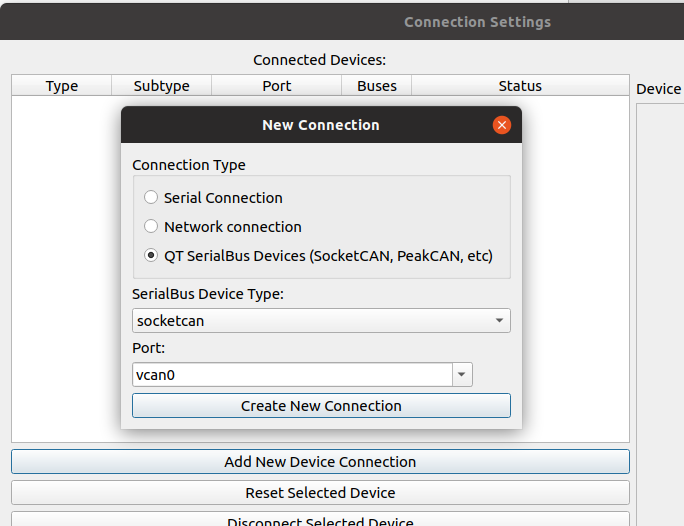 Connection Settings
Connected Devices:
Type Subtype Port Buses Status
Device
New Connection
Connection Type
Serial Connection
Network connection
QT SerialBus Devices (SocketCAN, PeakCAN, etc)
SerialBus Device Type:
socketcan
Port:
vcan0
Create New Connection
Add New Device Connection
Reset Selected Device
Disconnect Selected Device